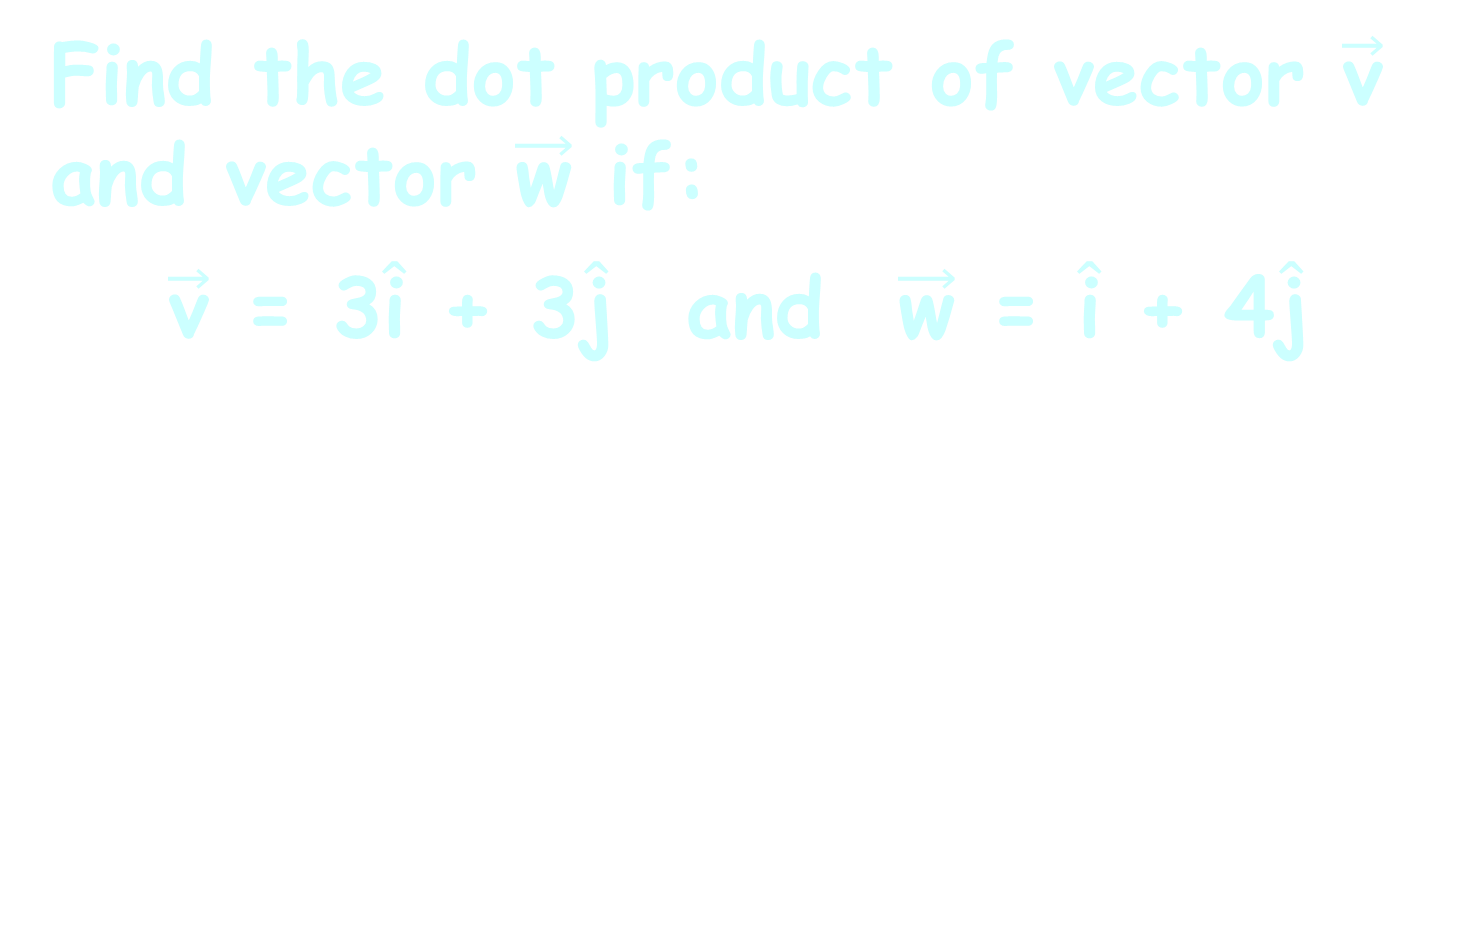 Find the dot product of vector v⃗
and vector w⃗ if:
v⃗ = 3î + 3ĵ and w⃗ = î + 4ĵ